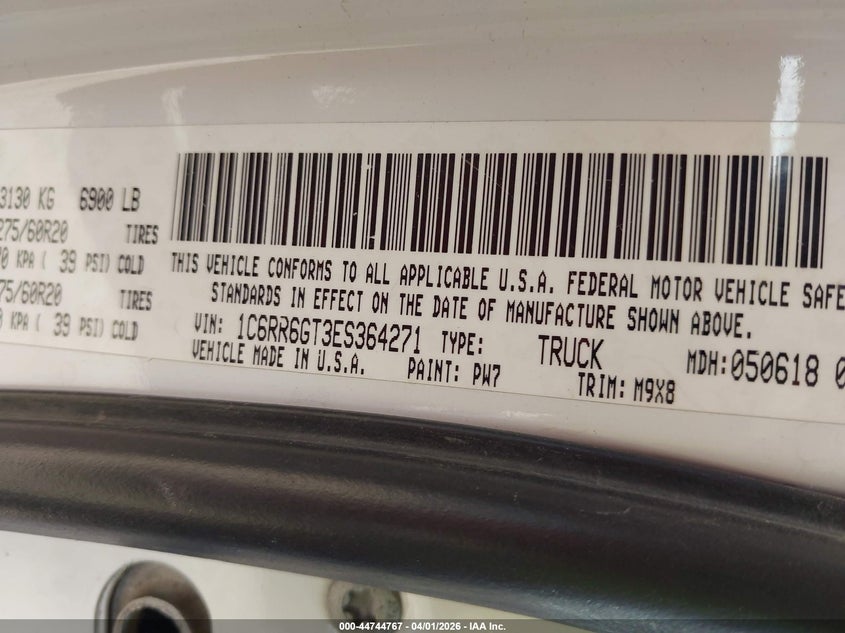 3130 KG 6900 LB
275/60R20 TIRES
0 KPA ( 39 PSI) COLD
75/60R20 TIRES
0 KPA ( 39 PSI) COLD
THIS VEHICLE CONFORMS TO ALL APPLICABLE U.S.A. FEDERAL MOTOR VEHICLE SAFE
STANDARDS IN EFFECT ON THE DATE OF MANUFACTURE SHOWN ABOVE.
VIN: 1C6RR6GT3ES364271 TYPE: TRUCK MDH:050618 0
VEHICLE MADE IN U.S.A. PAINT: PW7 TRIM: M9X8
000-44744767 - 04/01/2026 - IAA Inc.